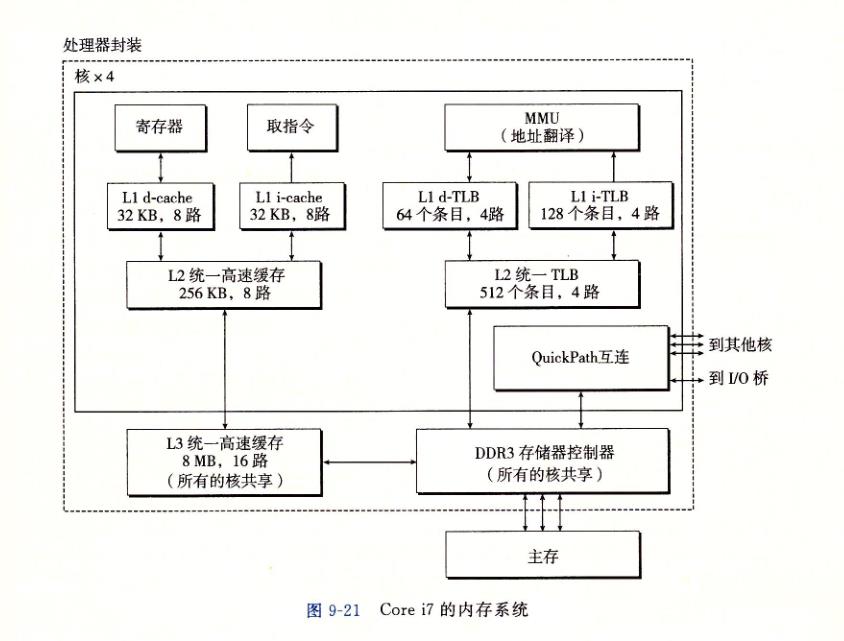 处理器封装
核×4
寄存器
取指令
MMU
（地址翻译）
L1 d-cache
32 KB，8 路
L1 i-cache
32 KB，8路
L1 d-TLB
64 个条目，4路
L1 i-TLB
128 个条目，4 路
L2 统一高速缓存
256 KB，8 路
L2 统一 TLB
512 个条目，4 路
QuickPath互连
到其他核
到 I/O 桥
L3 统一高速缓存
8 MB，16 路
（所有的核共享）
DDR3 存储器控制器
（所有的核共享）
主存
图 9-21 Core i7 的内存系统